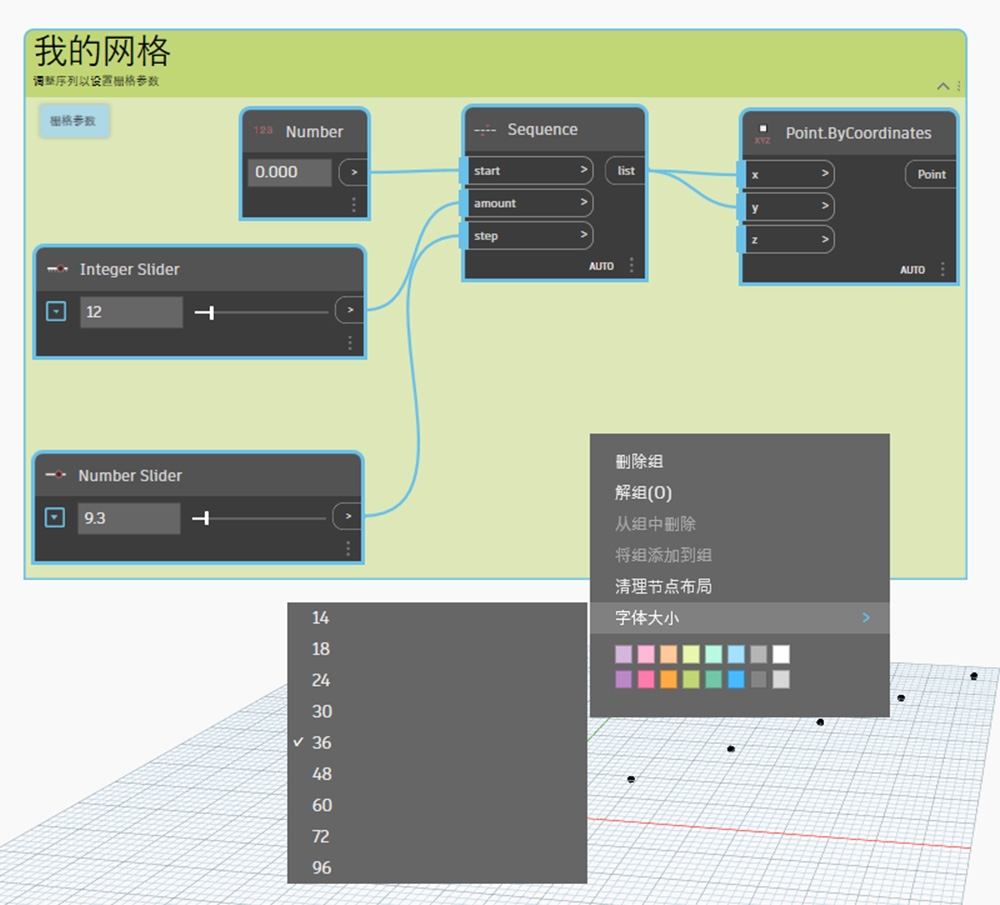 我的网格
调整序列以设置栅格参数
栅格参数
123 Number
0.000
>
Sequence
start >
list
amount >
step >
AUTO
XYZ Point.ByCoordinates
x >
Point
y >
z >
AUTO
Integer Slider
12
>
Number Slider
9.3
>
删除组
解组(O)
从组中删除
将组添加到组
清理节点布局
字体大小 >
14
18
24
30
✓ 36
48
60
72
96